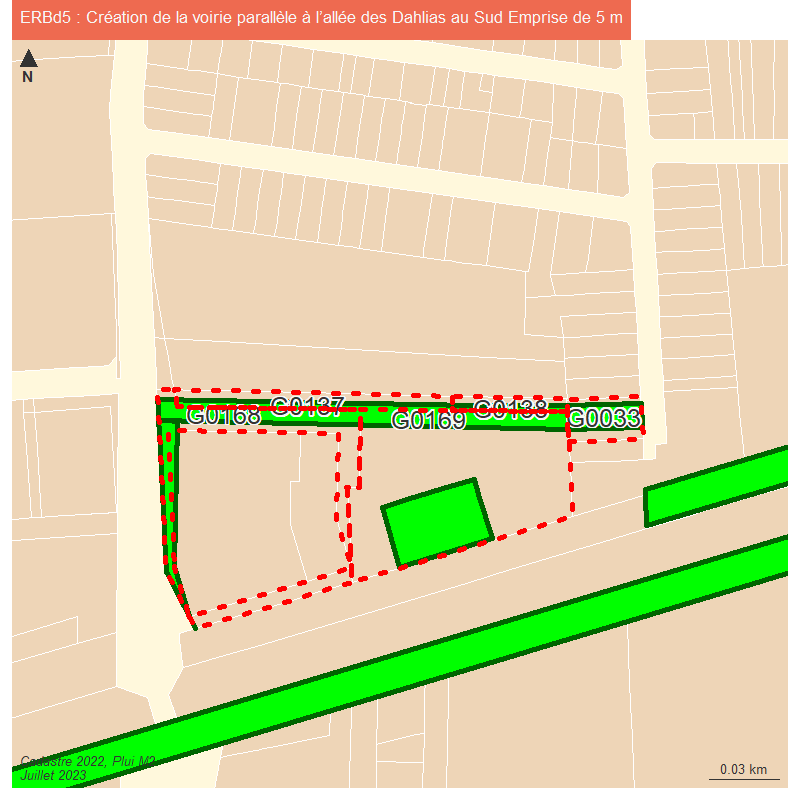 ERBd5 : Création de la voirie parallèle à l'allée des Dahlias au Sud Emprise de 5 m
N
G0137
G0138
G0168
G0169
G0033
Cadastre 2022, Plui M2
Juillet 2023
0.03 km